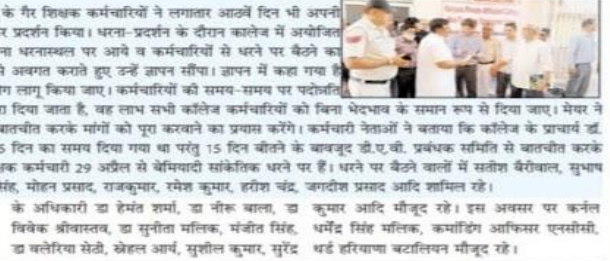 के गैर शिक्षक कर्मचारियों ने लगातार आठवें दिन भी अपनी
र प्रदर्शन किया। धरना-प्रदर्शन के दौरान कालेज में अयोजित
ना धरनास्थल पर आये व कर्मचारियों से धरने पर बैठने का
से अवगत कराते हुए उन्हें ज्ञापन सौंपा। ज्ञापन में कहा गया है
ग लागू किया जाए। कर्मचारियों की समय-समय पर पदोन्नति
रा दिया जाता है, वह लाभ सभी कॉलेज कर्मचारियों को बिना भेदभाव के समान रूप से दिया जाए। मेयर ने
बातचीत करके मांगों को पूरा करवाने का प्रयास करेंगे। कर्मचारी नेताओं ने बताया कि कॉलेज के प्राचार्य डॉ.
5 दिन का समय दिया गया था परंतु 15 दिन बीतने के बावजूद डी.ए.वी. प्रबंधक समिति से बातचीत करके
क्षक कर्मचारी 29 अप्रैल से बेमियादी सांकेतिक धरने पर हैं। धरने पर बैठने वालों में सतीश बैरीवाल, सुभाष
संह, मोहन प्रसाद, राजकुमार, रमेश कुमार, हरीश चंद्र, जगदीश प्रसाद आदि शामिल रहे।
के अधिकारी डा हेमंत शर्मा, डा नीरू बाला, डा
विवेक श्रीवास्तव, डा सुनीता मलिक, मंजीत सिंह,
डा वलेरिया सेठी, स्नेहल आर्य, सुशील कुमार, सुरेंद्र
कुमार आदि मौजूद रहे। इस अवसर पर कर्नल
धर्मेंद्र सिंह मलिक, कमांडिंग आफिसर एनसीसी,
थर्ड हरियाणा बटालियन मौजूद रहे।